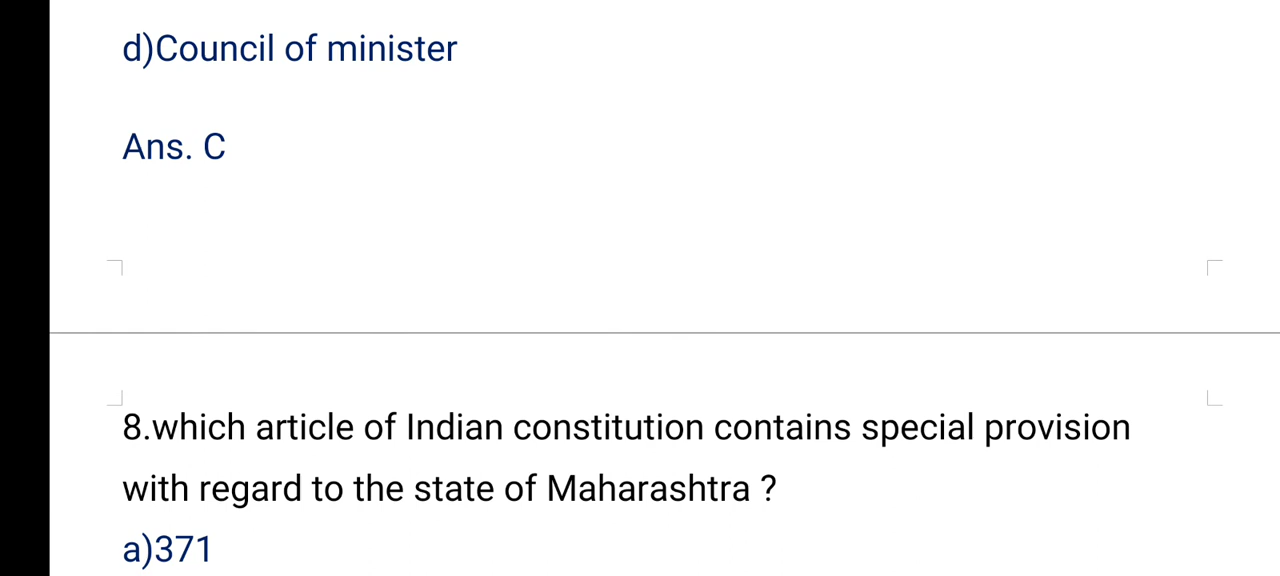 d)Council of minister
Ans. C
8.which article of Indian constitution contains special provision
with regard to the state of Maharashtra ?
a)371